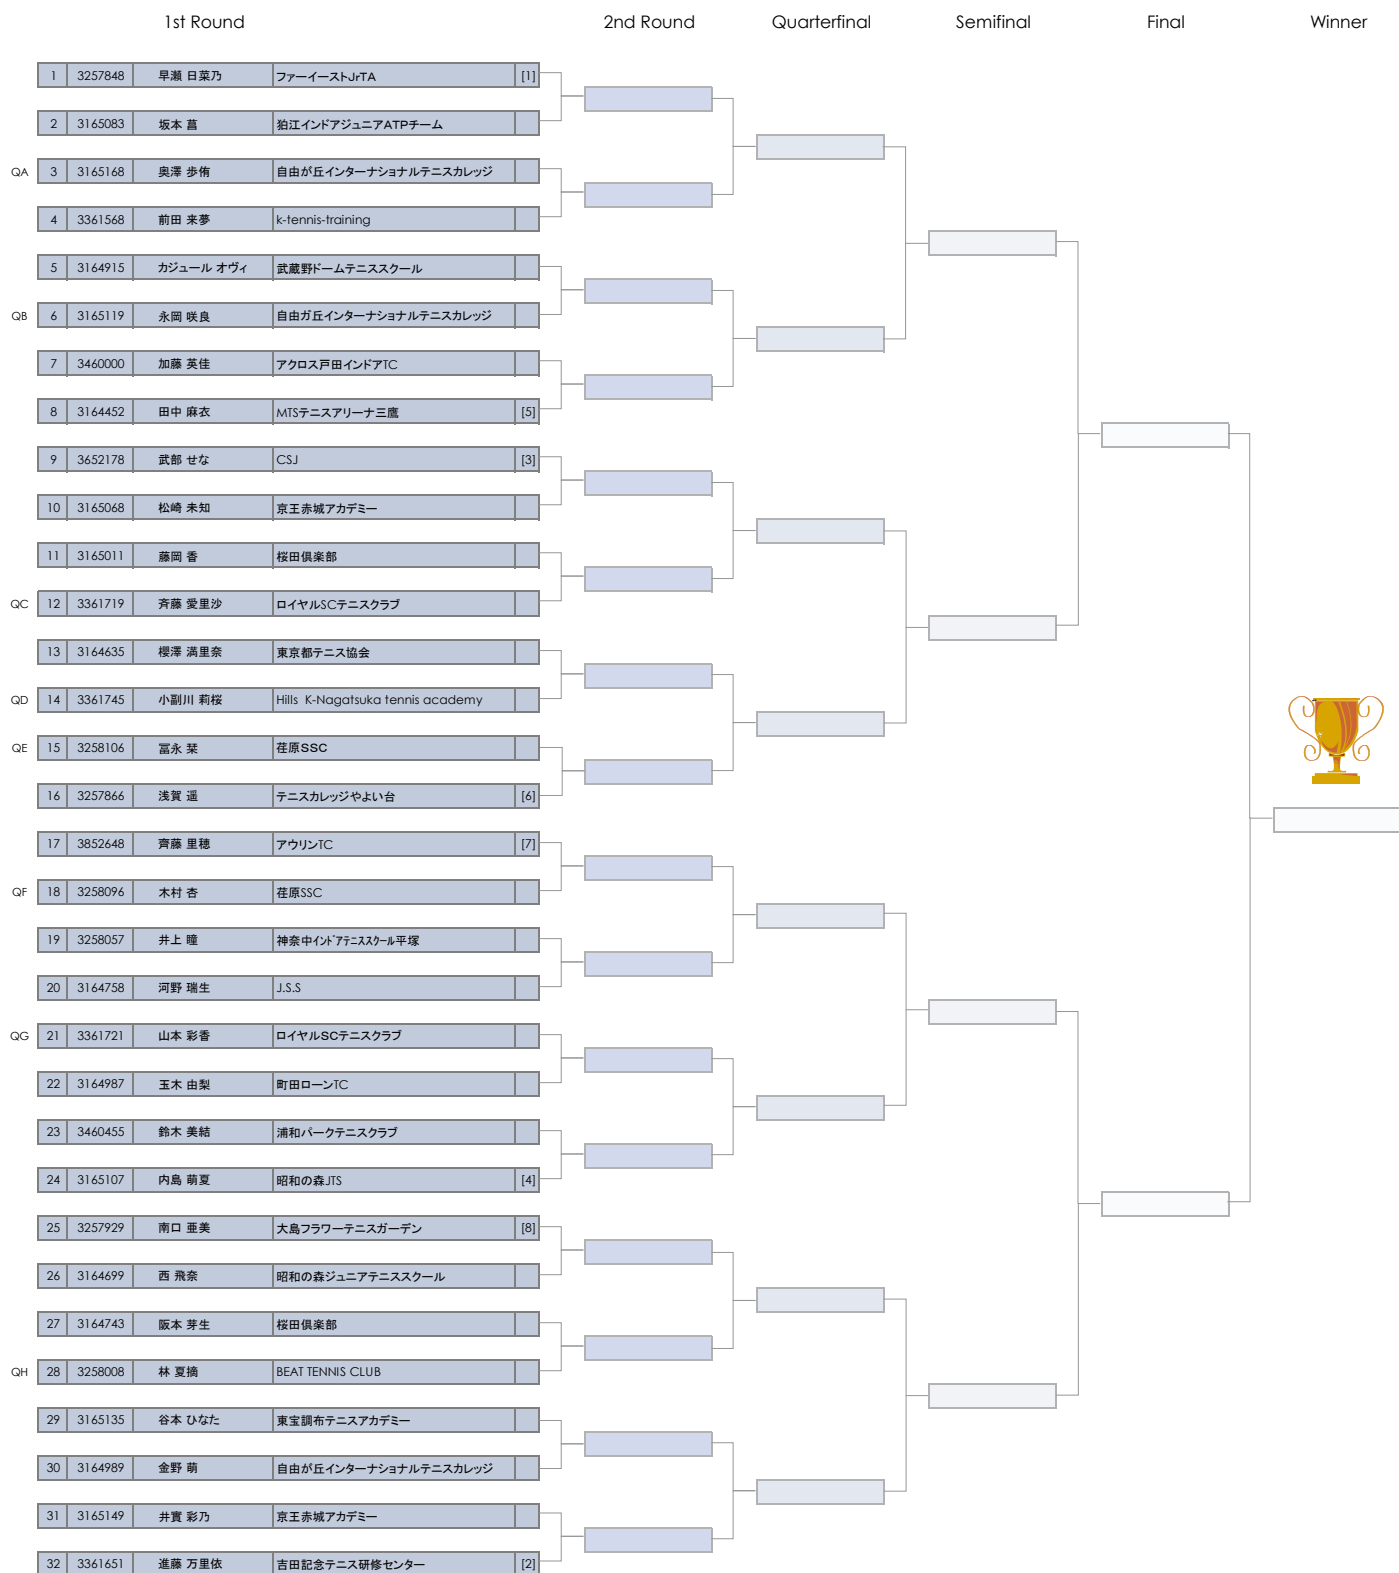 1st Round 2nd Round Quarterfinal Semifinal Final Winner
1 3257848 早瀬 日菜乃 ファーイーストJrTA [1]
2 3165083 坂本 菖 狛江インドアジュニアATPチーム
QA 3 3165168 奥澤 歩侑 自由が丘インターナショナルテニスカレッジ
4 3361568 前田 来夢 k-tennis-training
5 3164915 カジュール オヴィ 武蔵野ドームテニススクール
QB 6 3165119 永岡 咲良 自由ガ丘インターナショナルテニスカレッジ
7 3460000 加藤 英佳 アクロス戸田インドアTC
8 3164452 田中 麻衣 MTSテニスアリーナ三鷹 [5]
9 3652178 武部 せな CSJ [3]
10 3165068 松崎 未知 京王赤城アカデミー
11 3165011 藤岡 香 桜田倶楽部
QC 12 3361719 斉藤 愛里沙 ロイヤルSCテニスクラブ
13 3164635 櫻澤 満里奈 東京都テニス協会
QD 14 3361745 小副川 莉桜 Hills K-Nagatsuka tennis academy
QE 15 3258106 冨永 栞 荏原SSC
16 3257866 浅賀 遥 テニスカレッジやよい台 [6]
17 3852648 齊藤 里穂 アウリンTC [7]
QF 18 3258096 木村 杏 荏原SSC
19 3258057 井上 瞳 神奈中インドアテニススクール平塚
20 3164758 河野 瑞生 J.S.S
QG 21 3361721 山本 彩香 ロイヤルSCテニスクラブ
22 3164987 玉木 由梨 町田ローンTC
23 3460455 鈴木 美結 浦和パークテニスクラブ
24 3165107 内島 萌夏 昭和の森JTS [4]
25 3257929 南口 亜美 大島フラワーテニスガーデン [8]
26 3164699 西 飛奈 昭和の森ジュニアテニススクール
27 3164743 阪本 芽生 桜田倶楽部
QH 28 3258008 林 夏摘 BEAT TENNIS CLUB
29 3165135 谷本 ひなた 東宝調布テニスアカデミー
30 3164989 金野 萌 自由が丘インターナショナルテニスカレッジ
31 3165149 井實 彩乃 京王赤城アカデミー
32 3361651 進藤 万里依 吉田記念テニス研修センター [2]